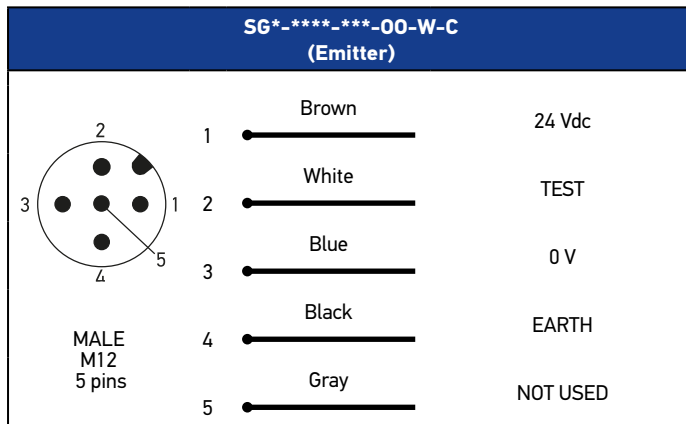 SG*-****-***-OO-W-C
(Emitter)
2
3
1
5
4
MALE
M12
5 pins
1 Brown 24 Vdc
2 White TEST
3 Blue 0 V
4 Black EARTH
5 Gray NOT USED